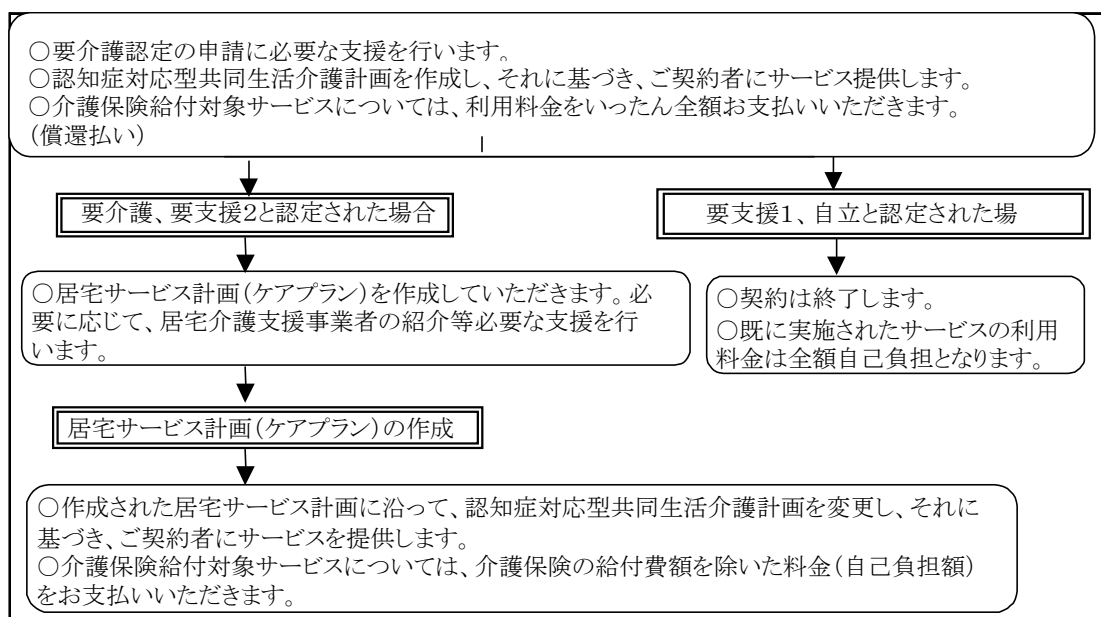 ○要介護認定の申請に必要な支援を行います。
○認知症対応型共同生活介護計画を作成し、それに基づき、ご契約者にサービス提供します。
○介護保険給付対象サービスについては、利用料金をいったん全額お支払いいただきます。
(償還払い)
要介護、要支援2と認定された場合
要支援1、自立と認定された場
○居宅サービス計画(ケアプラン)を作成していただきます。必
要に応じて、居宅介護支援事業者の紹介等必要な支援を行
います。
○契約は終了します。
○既に実施されたサービスの利用
料金は全額自己負担となります。
居宅サービス計画(ケアプラン)の作成
○作成された居宅サービス計画に沿って、認知症対応型共同生活介護計画を変更し、それに
基づき、ご契約者にサービスを提供します。
○介護保険給付対象サービスについては、介護保険の給付費額を除いた料金(自己負担額)
をお支払いいただきます。